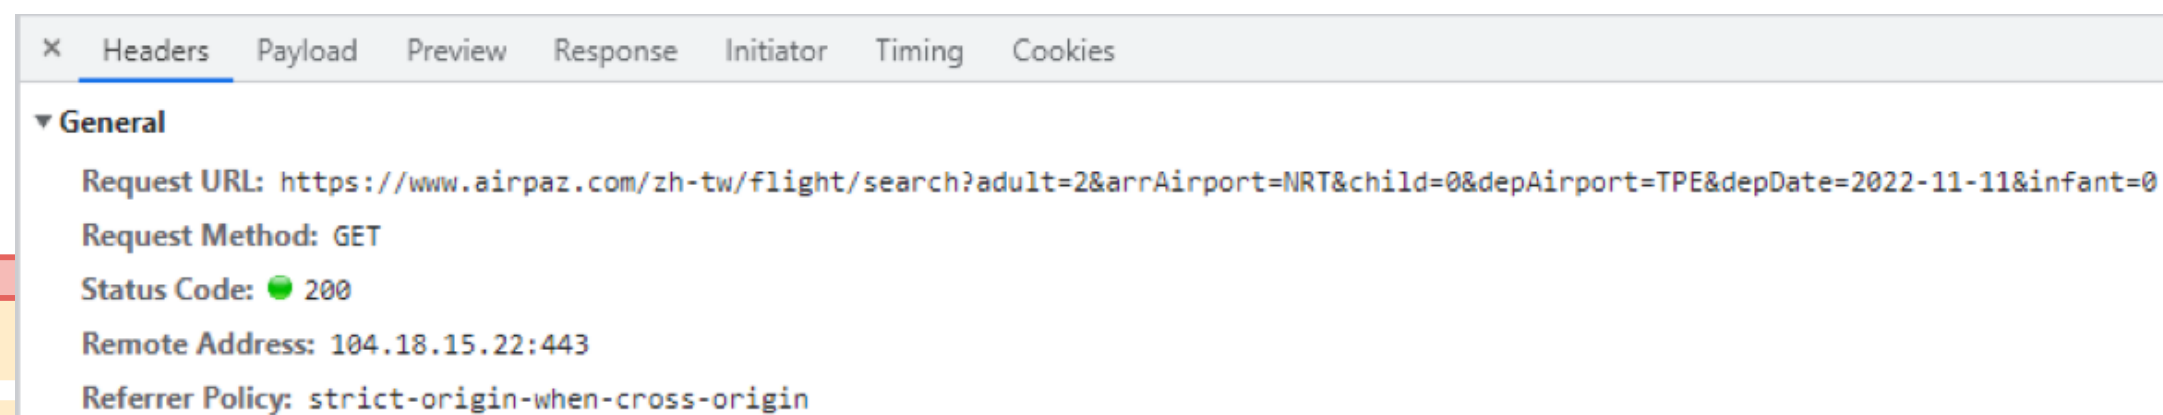 × Headers Payload Preview Response Initiator Timing Cookies
▼ General
Request URL: https://www.airpaz.com/zh-tw/flight/search?adult=2&arrAirport=NRT&child=0&depAirport=TPE&depDate=2022-11-11&infant=0
Request Method: GET
Status Code: 200
Remote Address: 104.18.15.22:443
Referrer Policy: strict-origin-when-cross-origin